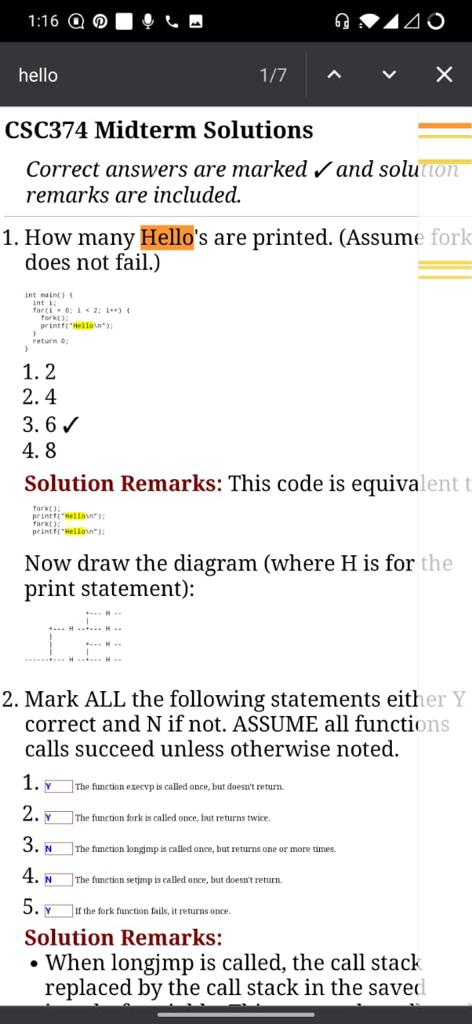 1:16
hello 1/7
CSC374 Midterm Solutions
Correct answers are marked ✓ and solution
remarks are included.
1. How many Hello's are printed. (Assume fork
does not fail.)
int main() {
int i;
for(i = 0; i < 2; i++) {
fork();
printf("Hello\n");
}
return 0;
}
1. 2
2. 4
3. 6 ✓
4. 8
Solution Remarks: This code is equivalent t
fork();
printf("Hello\n");
fork();
printf("Hello\n");
Now draw the diagram (where H is for the
print statement):
+--- H --
|
+--- H --+--- H --
|
| +--- H --
| |
------+--- H --+--- H --
2. Mark ALL the following statements either Y
correct and N if not. ASSUME all functions
calls succeed unless otherwise noted.
1. Y The function execvp is called once, but doesn't return.
2. Y The function fork is called once, but returns twice.
3. N The function longjmp is called once, but returns one or more times.
4. N The function setjmp is called once, but doesn't return.
5. Y If the fork function fails, it returns once.
Solution Remarks:
• When longjmp is called, the call stack
replaced by the call stack in the saved